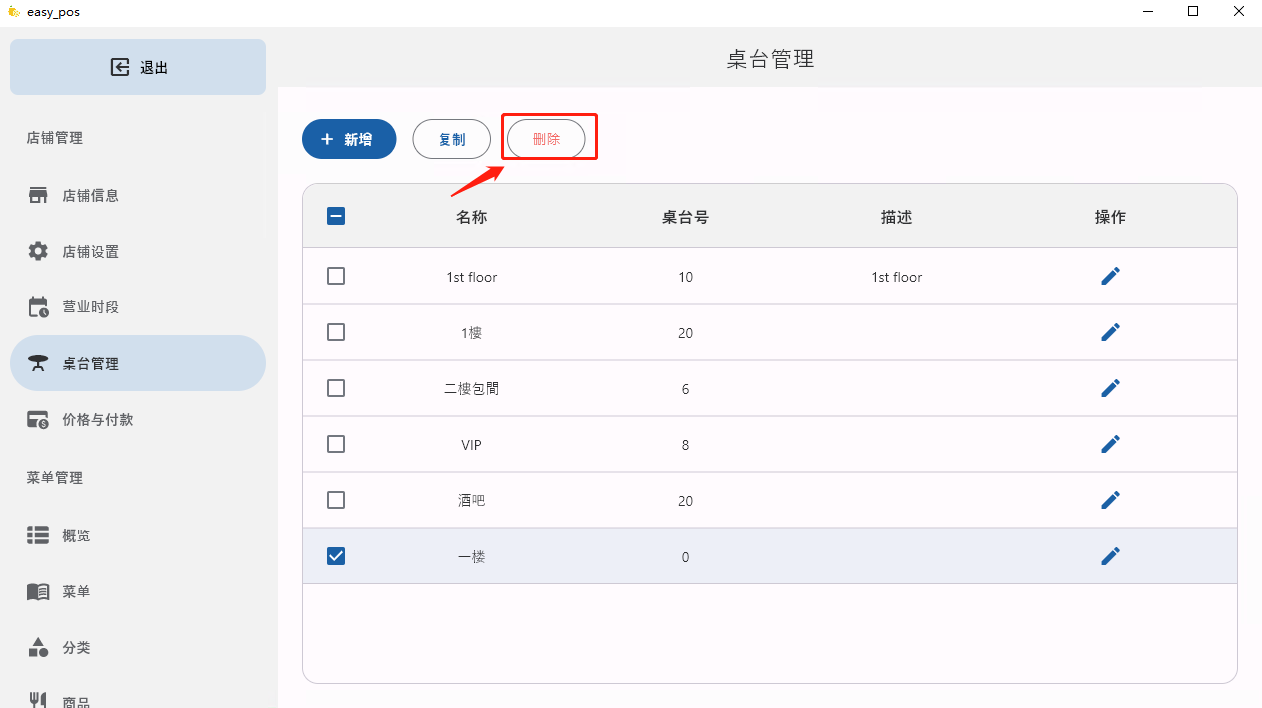 easy_pos
退出
桌台管理
店铺管理
店铺信息
店铺设置
营业时段
桌台管理
价格与付款
菜单管理
概览
菜单
分类
商品
新增 复制 删除
名称 桌台号 描述 操作
1st floor 10 1st floor
1樓 20
二樓包間 6
VIP 8
酒吧 20
一楼 0